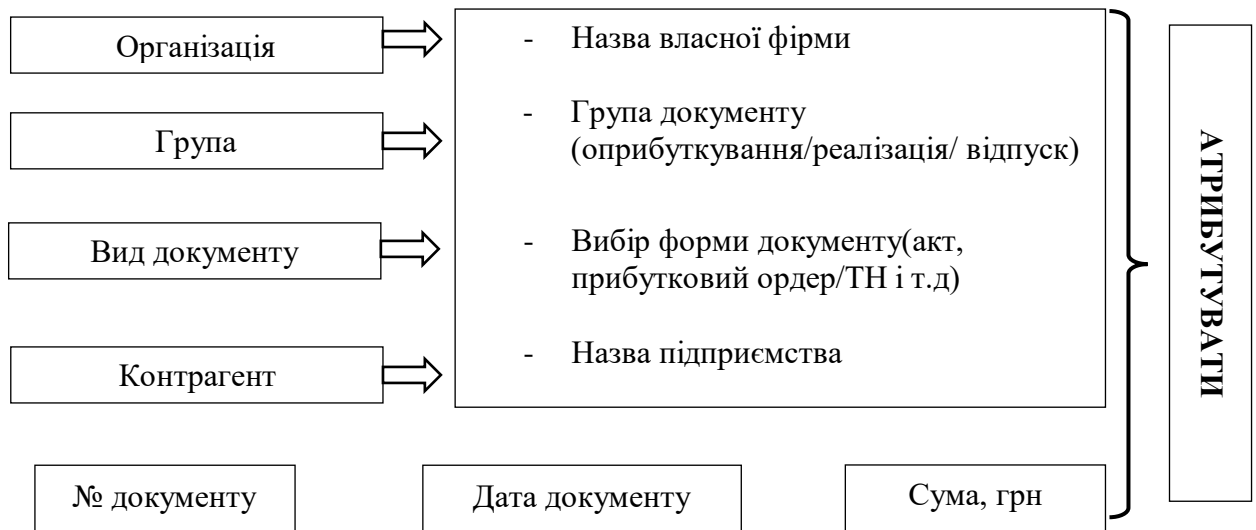 Організація
- Назва власної фірми
Група
- Група документу
(оприбуткування/реалізація/ відпуск)
Вид документу
- Вибір форми документу(акт,
прибутковий ордер/ТН і т.д)
Контрагент
- Назва підприємства
№ документу
Дата документу
Сума, грн
АТРИБУТУВАТИ